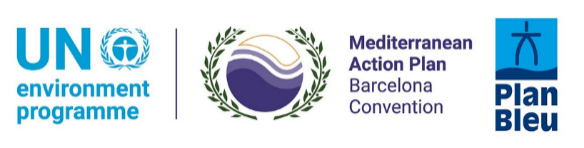 UN
environment
programme
Mediterranean
Action Plan
Barcelona
Convention
Plan
Bleu